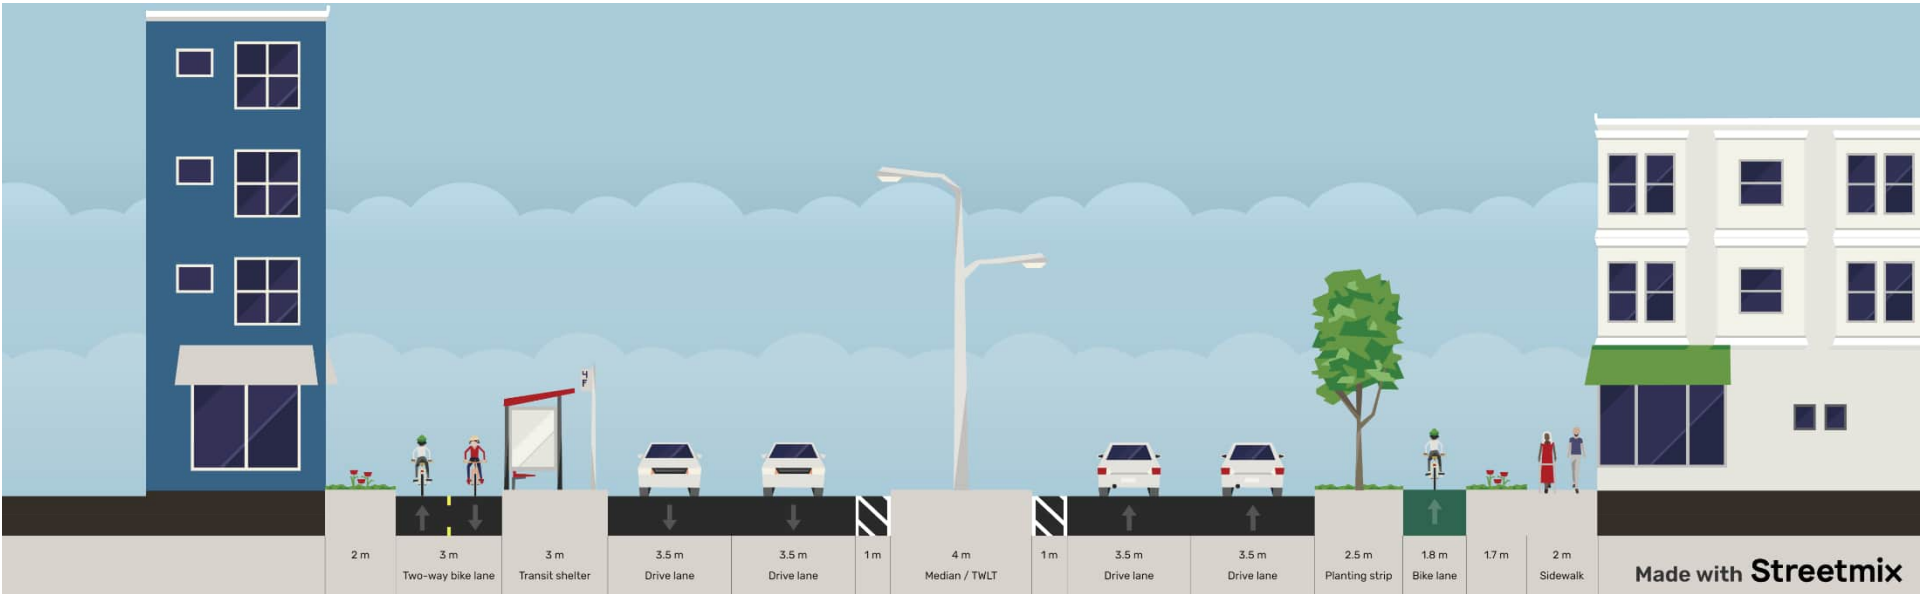 2 m
3 m
Two-way bike lane
3 m
Transit shelter
3.5 m
Drive lane
3.5 m
Drive lane
1 m
4 m
Median / TWLT
1 m
3.5 m
Drive lane
3.5 m
Drive lane
2.5 m
Planting strip
1.8 m
Bike lane
1.7 m
2 m
Sidewalk
Made with Streetmix